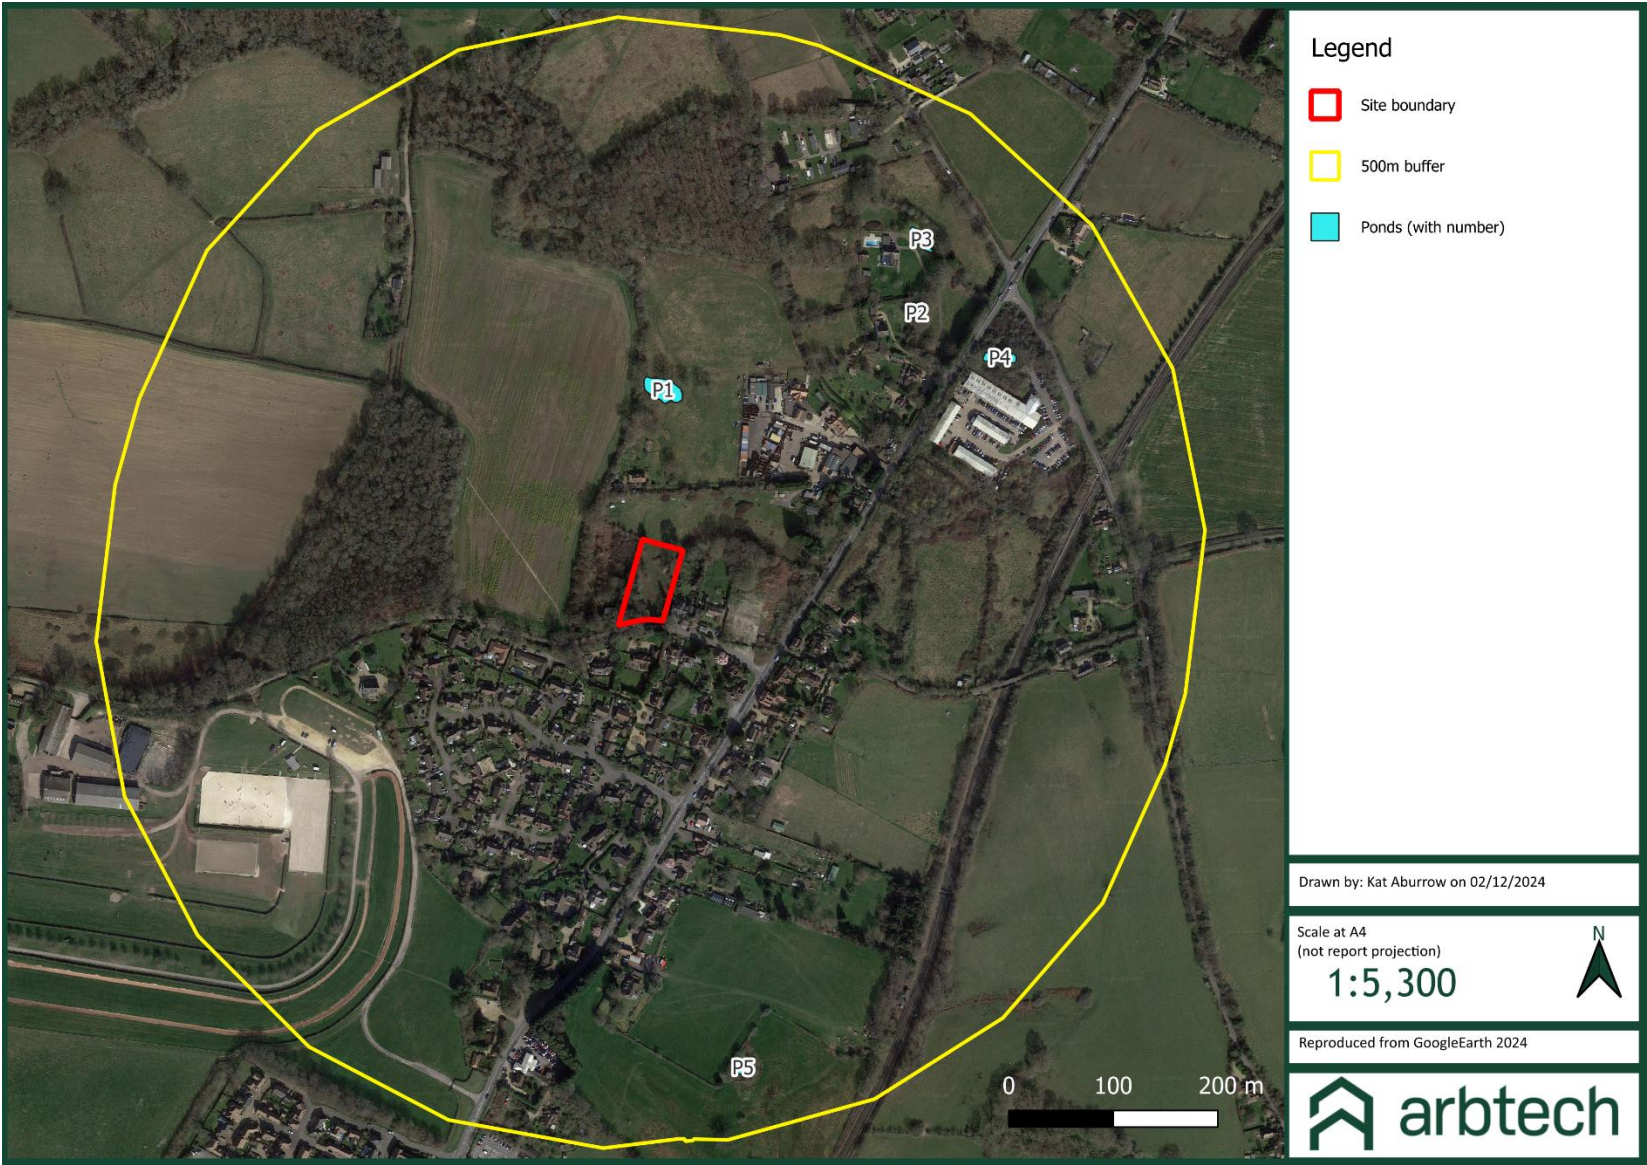 Legend
Site boundary
500m buffer
Ponds (with number)
P3
P2
P4
P1
P5
0 100 200 m
Drawn by: Kat Aburrow on 02/12/2024
Scale at A4
(not report projection)
1:5,300
N
Reproduced from GoogleEarth 2024
arbtech